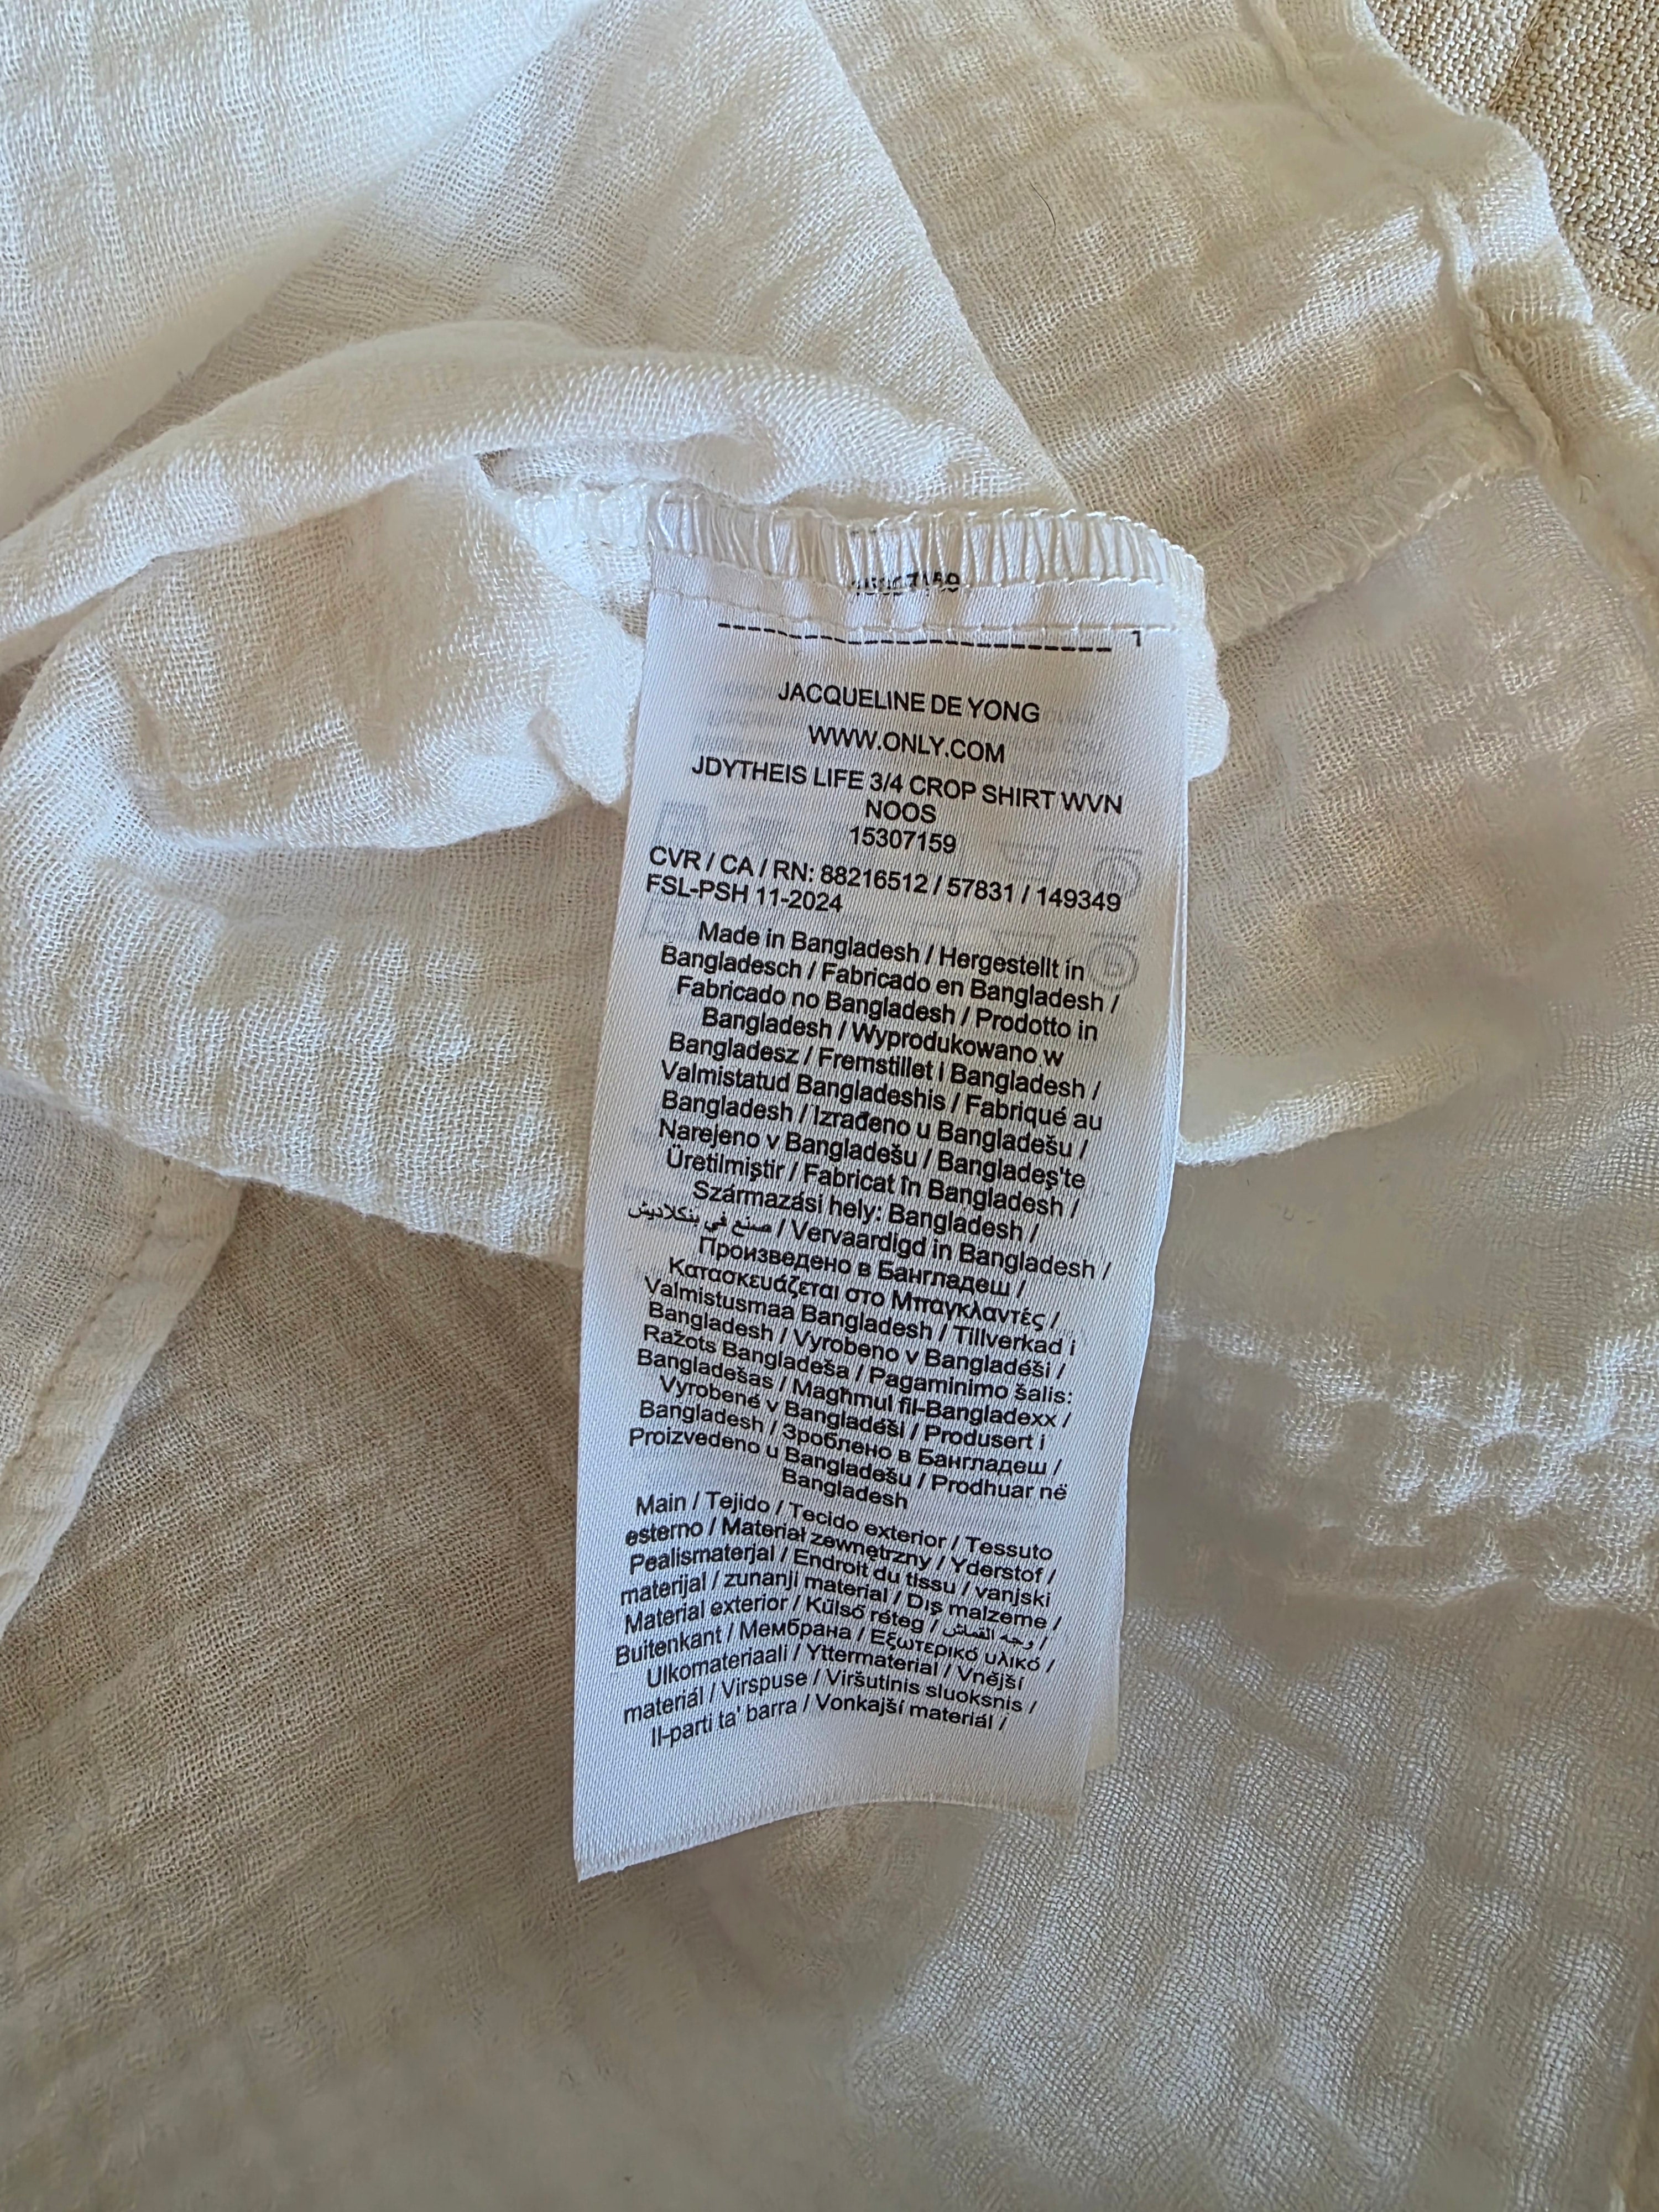 15307159
1
JACQUELINE DE YONG
WWW.ONLY.COM
JDYTHEIS LIFE 3/4 CROP SHIRT WVN
NOOS
15307159
CVR / CA / RN: 88216512 / 57831 / 149349
FSL-PSH 11-2024
Made in Bangladesh / Hergestellt in
Bangladesch / Fabricado en Bangladesh /
Fabricado no Bangladesh / Prodotto in
Bangladesh / Wyprodukowano w
Bangladesz / Fremstillet i Bangladesh /
Valmistatud Bangladeshis / Fabriqué au
Bangladesh / Izrađeno u Bangladešu /
Narejeno v Bangladešu / Bangladeş'te
Üretilmiştir / Fabricat în Bangladesh /
Származási hely: Bangladesh /
صنع في بنكلاديش / Vervaardigd in Bangladesh /
Произведено в Бангладеш /
Κατασκευάζεται στο Μπαγκλαντές /
Valmistusmaa Bangladesh / Tillverkad i
Bangladesh / Vyrobeno v Bangladéši /
Ražots Bangladeša / Pagaminimo šalis:
Bangladešas / Magħmul fil-Bangladexx /
Vyrobené v Bangladéši / Produsert i
Bangladesh / Зроблено в Бангладеш /
Proizvedeno u Bangladešu / Prodhuar në
Bangladesh
Main / Tejido / Tecido exterior / Tessuto
esterno / Materiał zewnętrzny / Yderstof /
Pealismaterjal / Endroit du tissu / vanjski
materijal / zunanji material / Dış malzeme /
Material exterior / Külső réteg / وجه القماش /
Buitenkant / Мембрана / Εξωτερικό υλικό /
Ulkomateriaali / Yttermaterial / Vnější
materiál / Virspuse / Viršutinis sluoksnis /
Il-parti ta' barra / Vonkajší materiál /